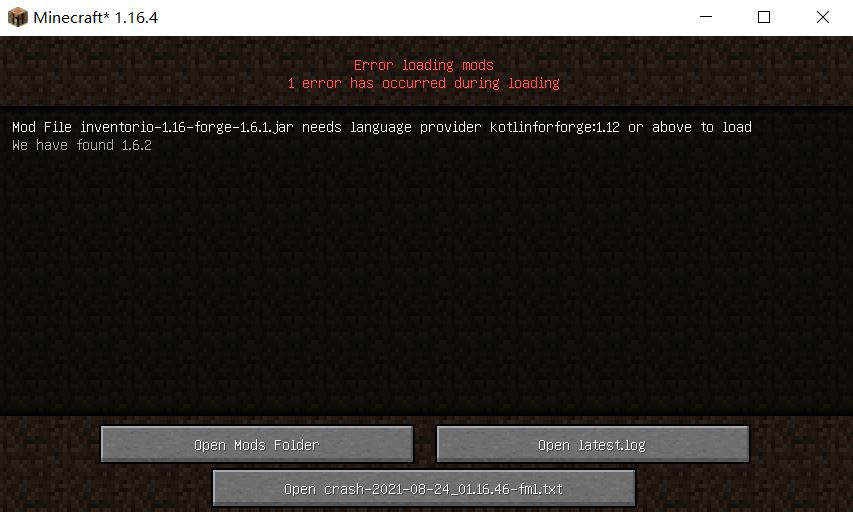 Minecraft* 1.16.4
Error loading mods
1 error has occurred during loading
Mod File inventorio-1.16-forge-1.6.1.jar needs language provider kotlinforforge:1.12 or above to load
We have found 1.6.2
Open Mods Folder
Open latest.log
Open crash-2021-08-24_01.16.46-fml.txt